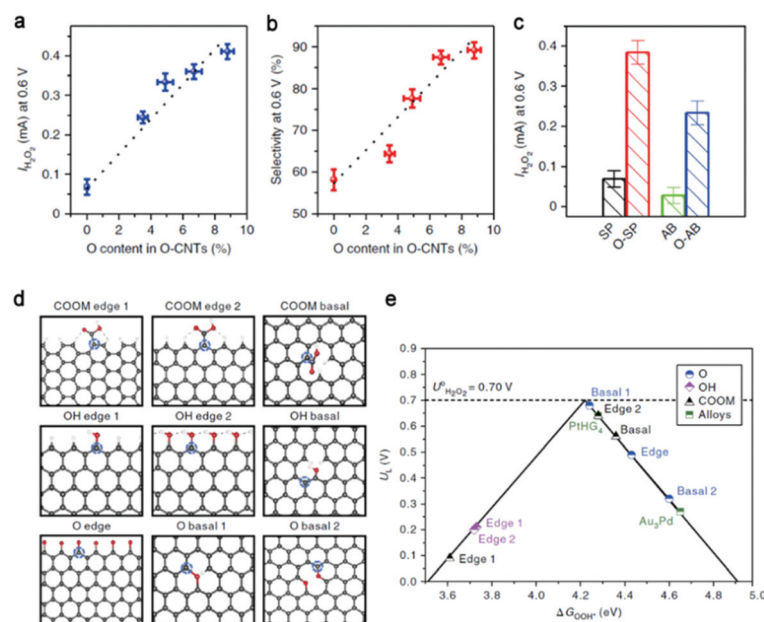 a
I H₂O₂ (mA) at 0.6 V
0.4
0.3
0.2
0.1
0
0 2 4 6 8 10
O content in O-CNTs (%)
b
Selectivity at 0.6 V (%)
90
80
70
60
50
0 2 4 6 8 10
O content in O-CNTs (%)
c
I H₂O₂ (mA) at 0.6 V
0.4
0.3
0.2
0.1
0
SP
O-SP
AB
O-AB
d
COOM edge 1
COOM edge 2
COOM basal
OH edge 1
OH edge 2
OH basal
O edge
O basal 1
O basal 2
e
U_L (V)
0.9
0.8
0.7
0.6
0.5
0.4
0.3
0.2
0.1
0.0
U°H₂O₂ = 0.70 V
O
OH
COOM
Alloys
Basal 1
Edge 2
PtHG₄
Basal
Edge
Basal 2
Au₃Pd
Edge 1
Edge 2
Edge 1
3.6 3.8 4.0 4.2 4.4 4.6 4.8 5.0
ΔG OOH* (eV)